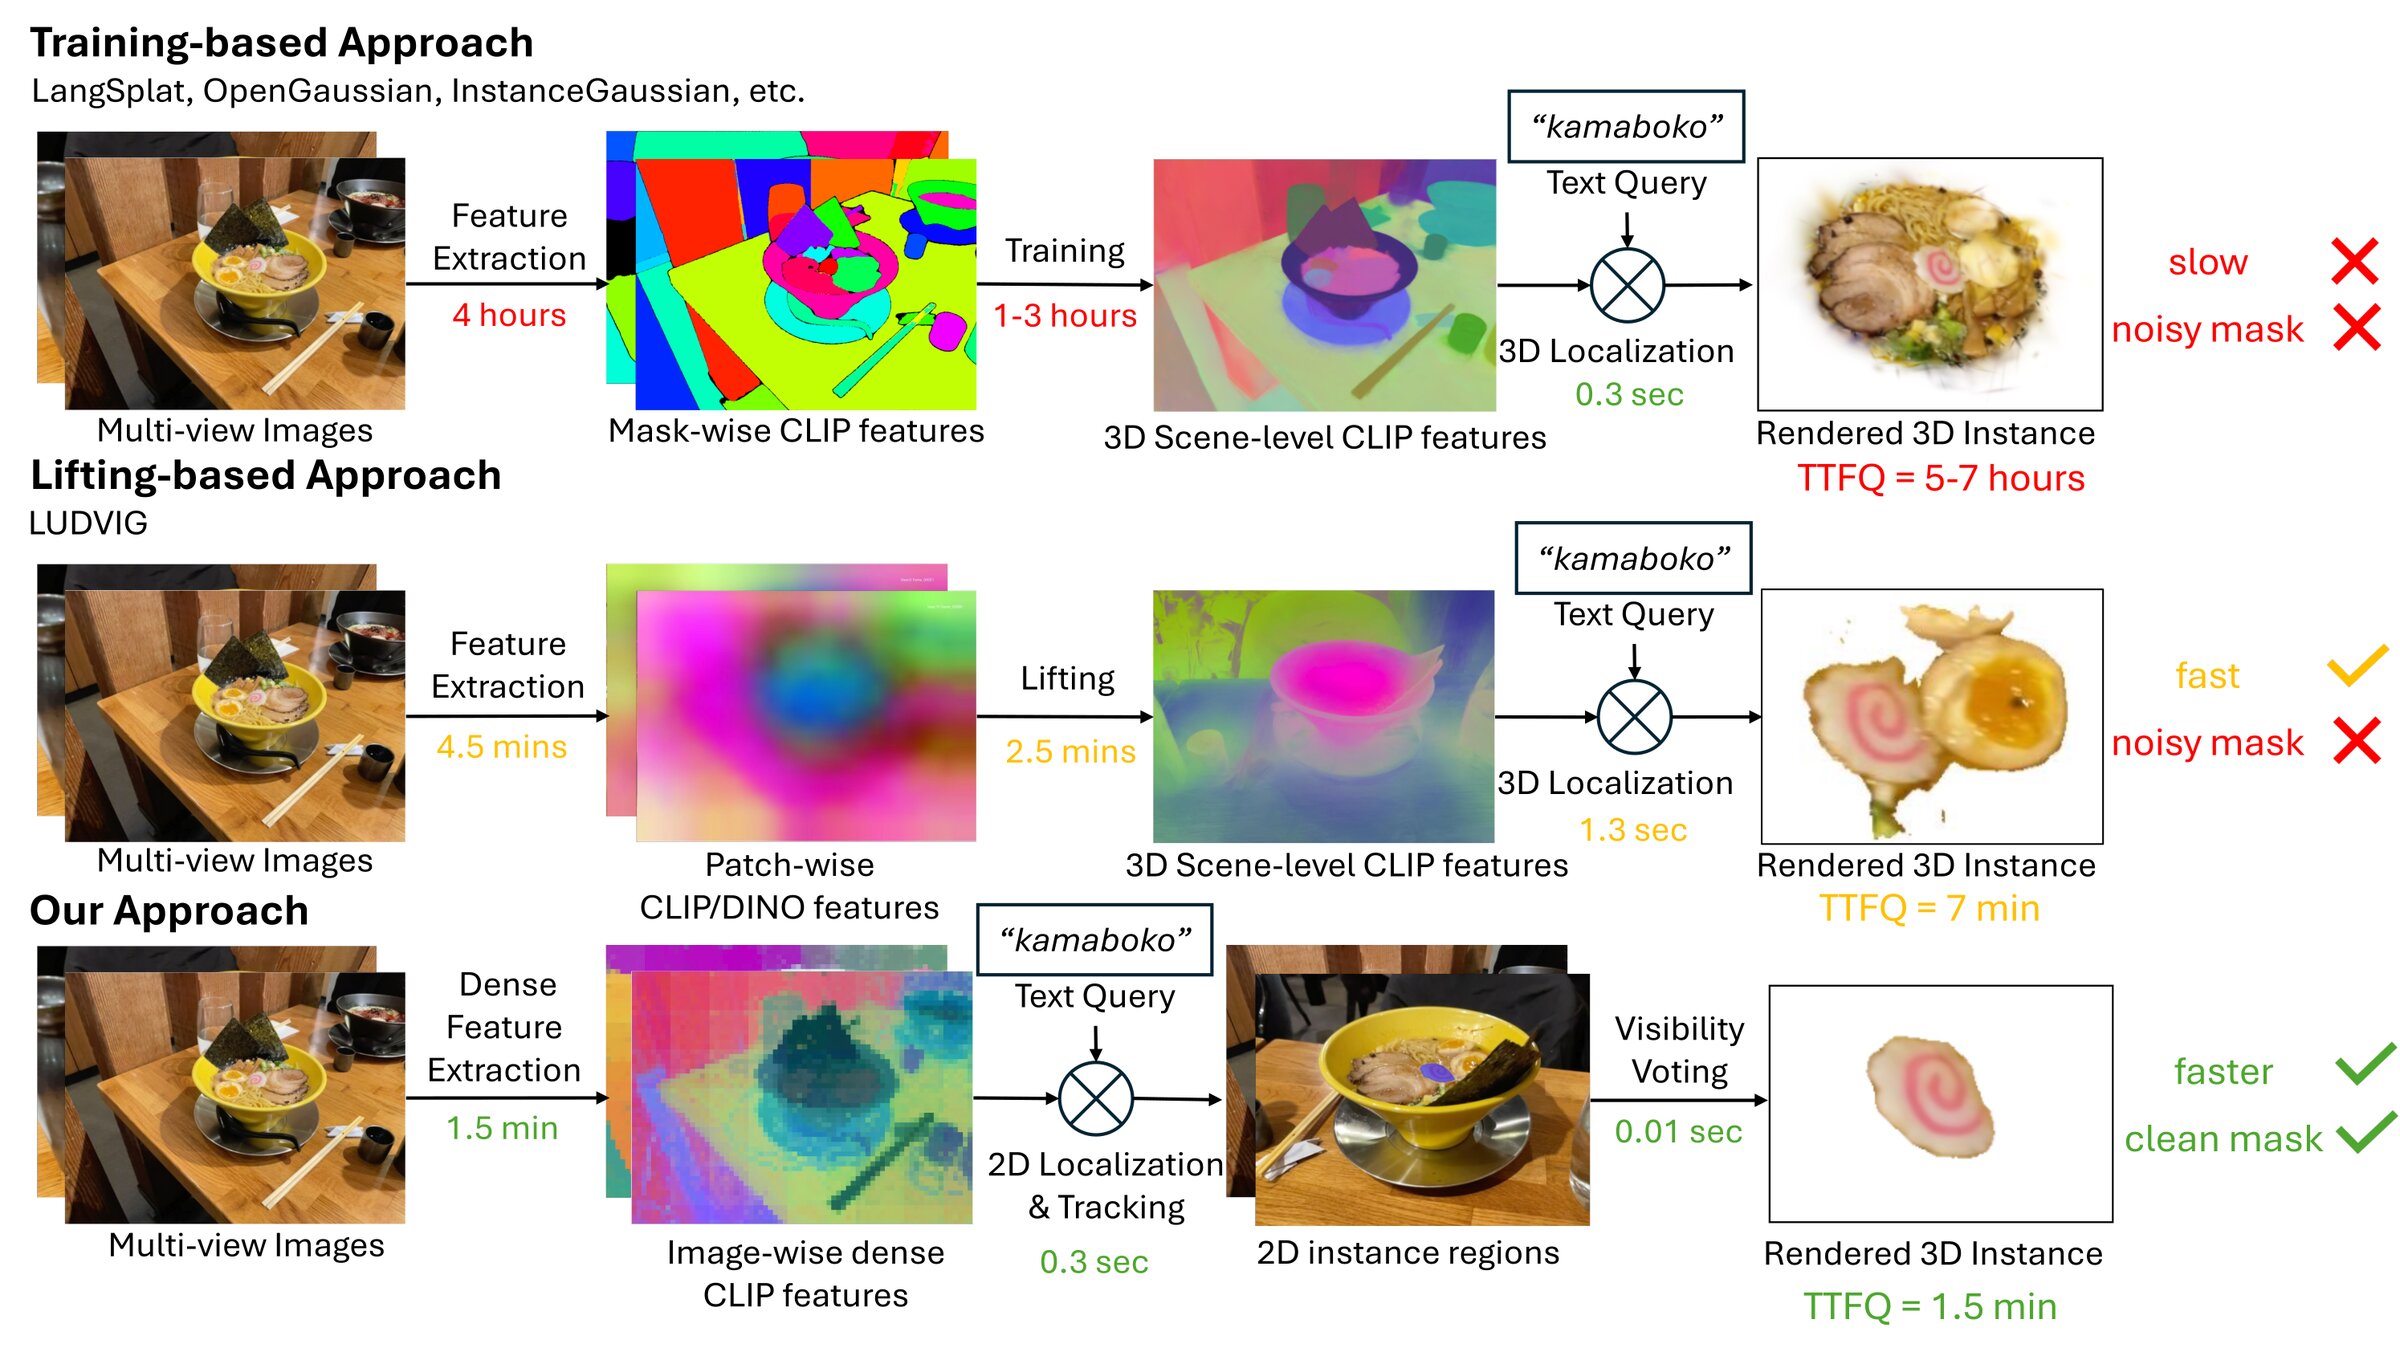 Training-based Approach
LangSplat, OpenGaussian, InstanceGaussian, etc.
Multi-view Images
Feature
Extraction
4 hours
Mask-wise CLIP features
Training
1-3 hours
3D Scene-level CLIP features
“kamaboko”
Text Query
3D Localization
0.3 sec
Rendered 3D Instance
TTFQ = 5-7 hours
slow
noisy mask
Lifting-based Approach
LUDVIG
Multi-view Images
Feature
Extraction
4.5 mins
Patch-wise
CLIP/DINO features
Lifting
2.5 mins
3D Scene-level CLIP features
“kamaboko”
Text Query
3D Localization
1.3 sec
Rendered 3D Instance
TTFQ = 7 min
fast
noisy mask
Our Approach
Multi-view Images
Dense
Feature
Extraction
1.5 min
Image-wise dense
CLIP features
“kamaboko”
Text Query
2D Localization
& Tracking
0.3 sec
2D instance regions
Visibility
Voting
0.01 sec
Rendered 3D Instance
TTFQ = 1.5 min
faster
clean mask